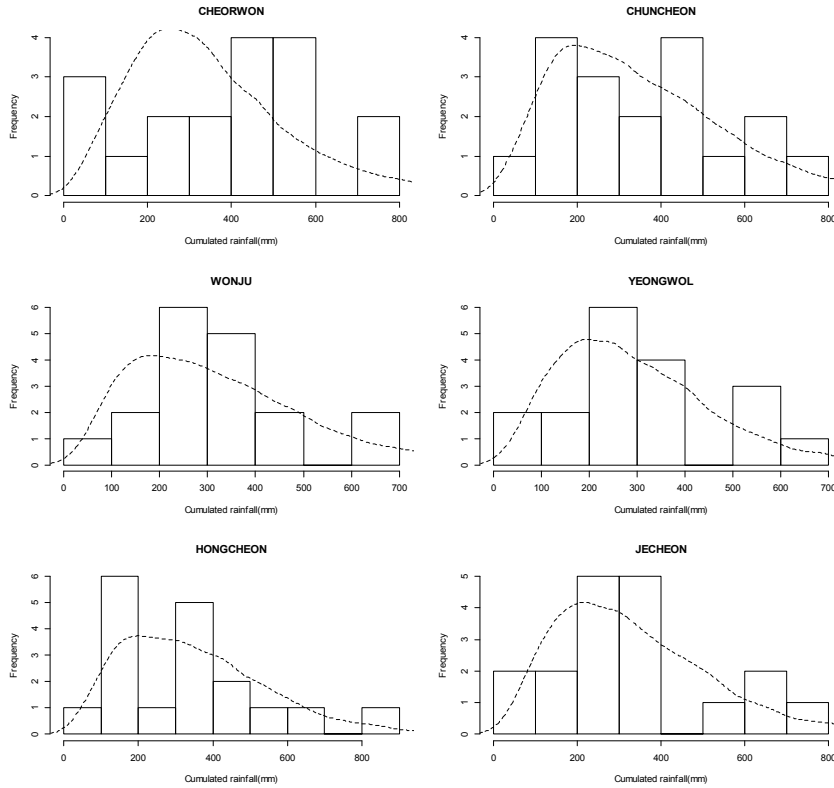 CHEORWON
Frequency
0 1 2 3 4
0 200 400 600 800
Cumulated rainfall(mm)
CHUNCHEON
Frequency
0 1 2 3 4
0 200 400 600 800
Cumulated rainfall(mm)
WONJU
Frequency
0 1 2 3 4 5 6
0 100 200 300 400 500 600 700
Cumulated rainfall(mm)
YEONGWOL
Frequency
0 1 2 3 4 5 6
0 100 200 300 400 500 600 700
Cumulated rainfall(mm)
HONGCHEON
Frequency
0 1 2 3 4 5 6
0 200 400 600 800
Cumulated rainfall(mm)
JECHEON
Frequency
0 1 2 3 4 5
0 200 400 600 800
Cumulated rainfall(mm)